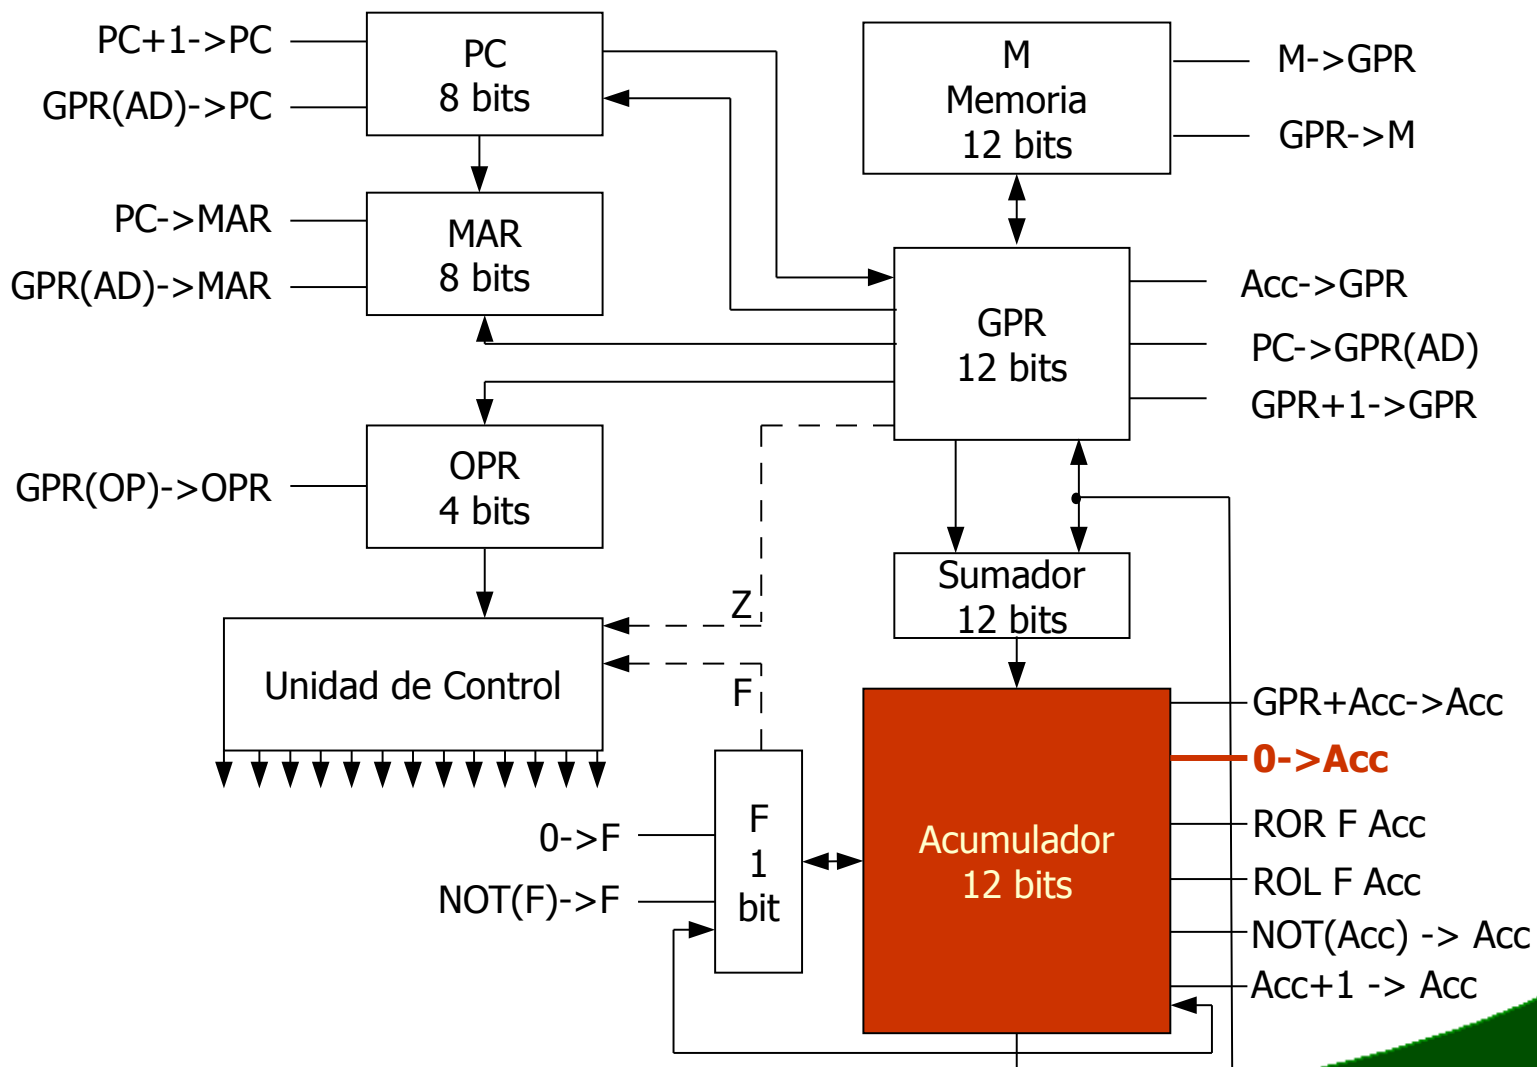 PC+1->PC
GPR(AD)->PC
PC
8 bits
M
Memoria
12 bits
M->GPR
GPR->M
PC->MAR
GPR(AD)->MAR
MAR
8 bits
GPR
12 bits
Acc->GPR
PC->GPR(AD)
GPR+1->GPR
GPR(OP)->OPR
OPR
4 bits
Sumador
12 bits
Z
F
Unidad de Control
0->F
NOT(F)->F
F
1
bit
Acumulador
12 bits
GPR+Acc->Acc
0->Acc
ROR F Acc
ROL F Acc
NOT(Acc) -> Acc
Acc+1 -> Acc